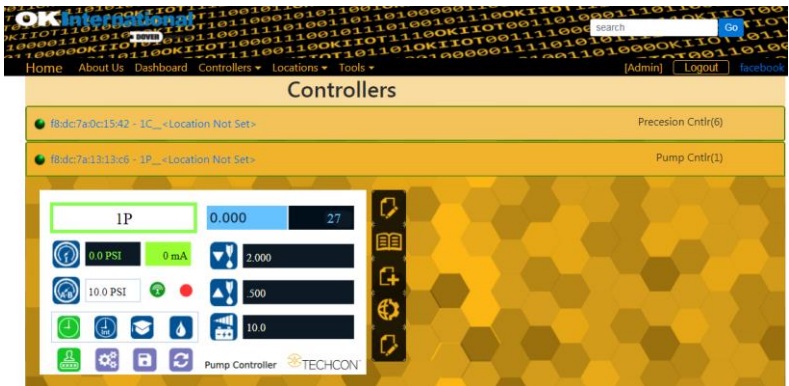 OK International
DOVER
search
Go
Home About Us Dashboard Controllers Locations Tools [Admin] Logout facebook
Controllers
f8:dc:7a:0c:15:42 - 1C__<Location Not Set> Precesion Cntlr(6)
f8:dc:7a:13:13:c6 - 1P__<Location Not Set> Pump Cntlr(1)
1P 0.000 27
0.0 PSI 0 mA 2.000
A-B 10.0 PSI .500
Int 10.0
Pump Controller TECHCON